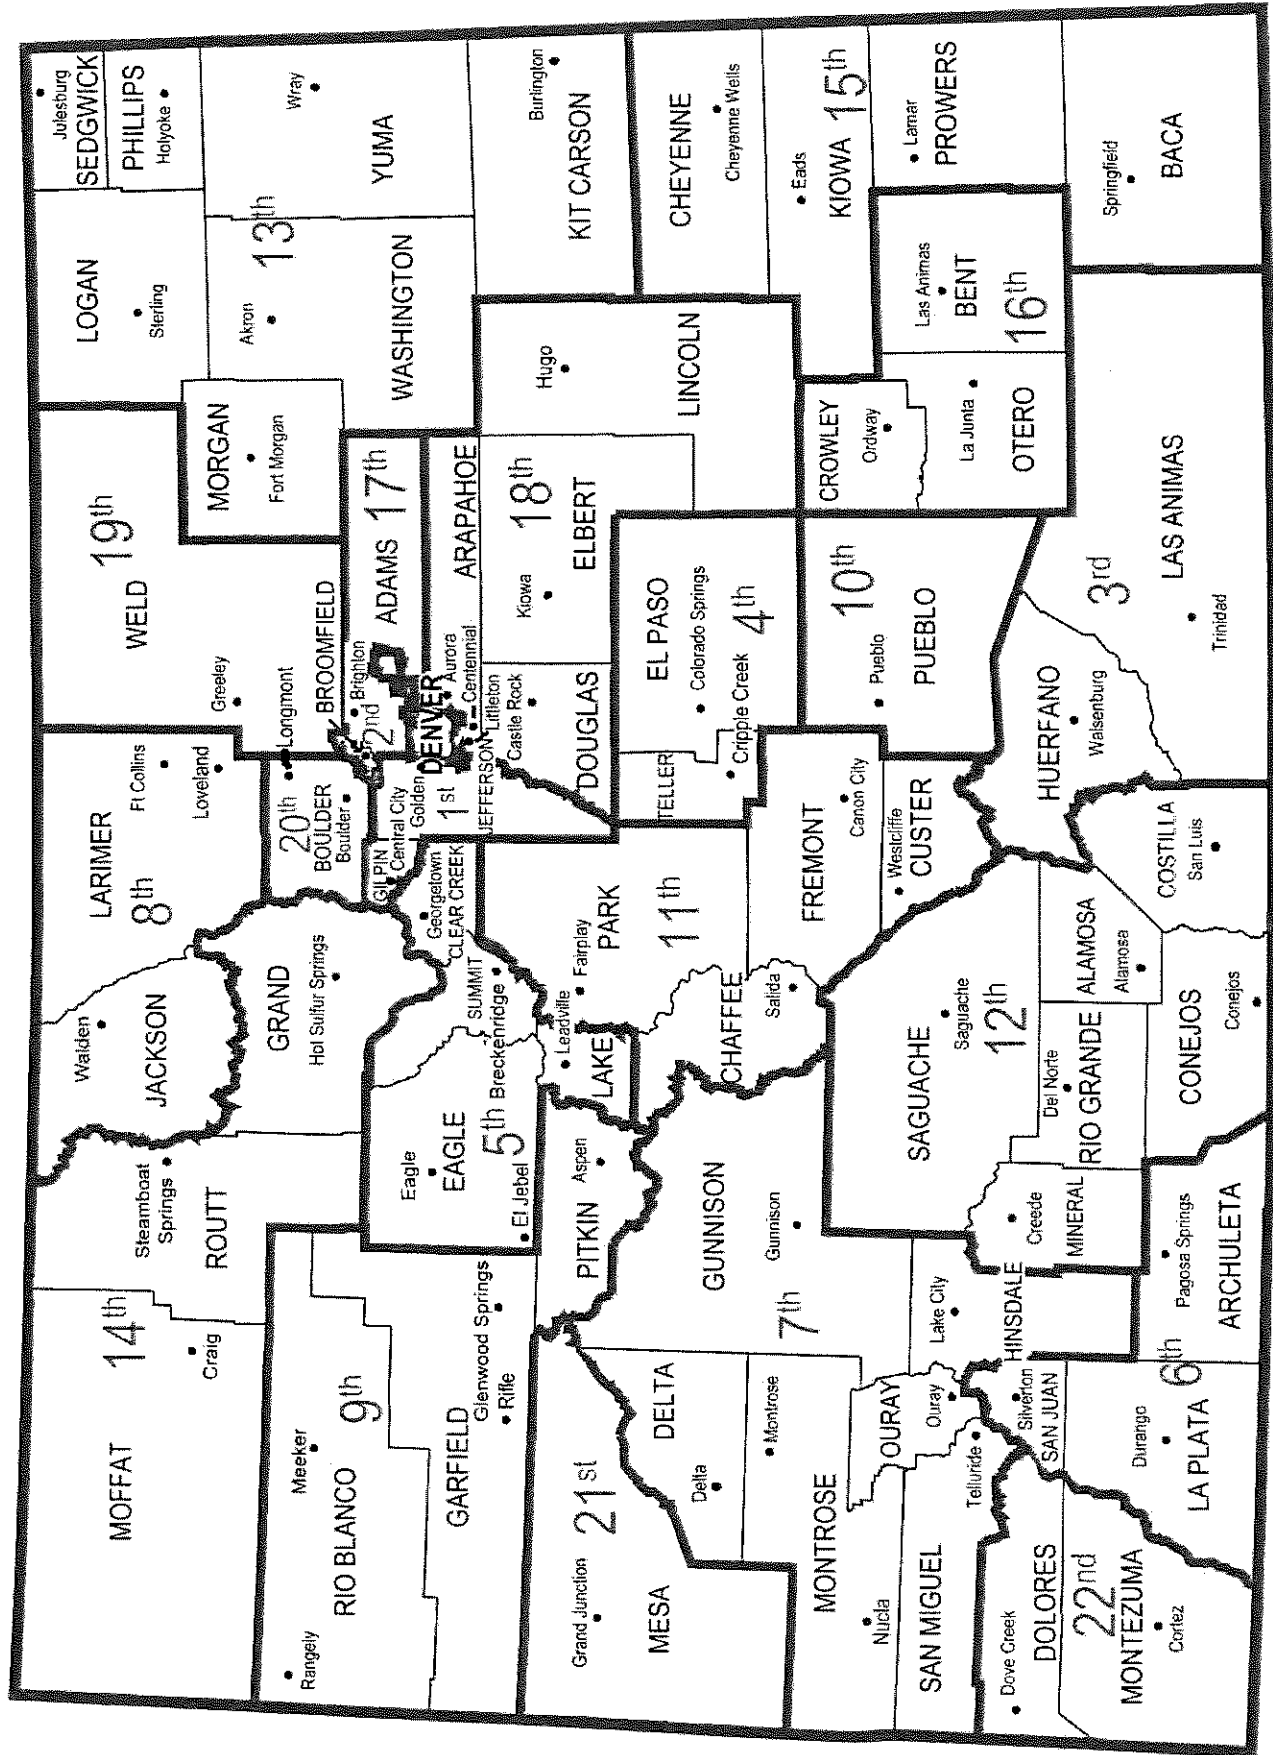 MOFFAT
14th
Craig
Steamboat
Springs
ROUTT
Walden
JACKSON
LARIMER
8th
Ft Collins
Loveland
WELD
19th
Greeley
LOGAN
Sterling
Julesburg
SEDGWICK
PHILLIPS
Holyoke
Rangely
RIO BLANCO
Meeker
9th
GRAND
Hot Sulfur Springs
20th
BOULDER
Boulder
Longmont
BROOMFIELD
MORGAN
Fort Morgan
Akron
13th
WASHINGTON
Wray
YUMA
GARFIELD
Glenwood Springs
Rifle
Eagle
EAGLE
5th
El Jebel
SUMMIT
Breckenridge
Georgetown
CLEAR CREEK
GILPIN
Central City
Golden
1st
JEFFERSON
2nd
DENVER
Brighton
ADAMS
17th
Aurora
Centennial
Littleton
ARAPAHOE
Castle Rock
DOUGLAS
Kiowa
18th
ELBERT
Hugo
LINCOLN
Burlington
KIT CARSON
Grand Junction
21st
MESA
PITKIN
Aspen
Leadville
LAKE
Fairplay
PARK
11th
TELLER
Cripple Creek
EL PASO
Colorado Springs
4th
CHEYENNE
Cheyenne Wells
DELTA
Delta
Montrose
MONTROSE
Nucla
GUNNISON
Gunnison
7th
CHAFFEE
Salida
FREMONT
Canon City
Westcliffe
CUSTER
10th
Pueblo
PUEBLO
CROWLEY
Ordway
Eads
KIOWA
15th
OURAY
Ouray
Lake City
HINSDALE
SAGUACHE
Saguache
12th
La Junta
OTERO
Las Animas
BENT
16th
Lamar
PROWERS
SAN MIGUEL
Telluride
Dove Creek
DOLORES
Silverton
SAN JUAN
Creede
MINERAL
Del Norte
RIO GRANDE
ALAMOSA
Alamosa
HUERFANO
Walsenburg
3rd
LAS ANIMAS
Trinidad
Springfield
BACA
22nd
MONTEZUMA
Cortez
Durango
LA PLATA
6th
Pagosa Springs
ARCHULETA
CONEJOS
Conejos
COSTILLA
San Luis